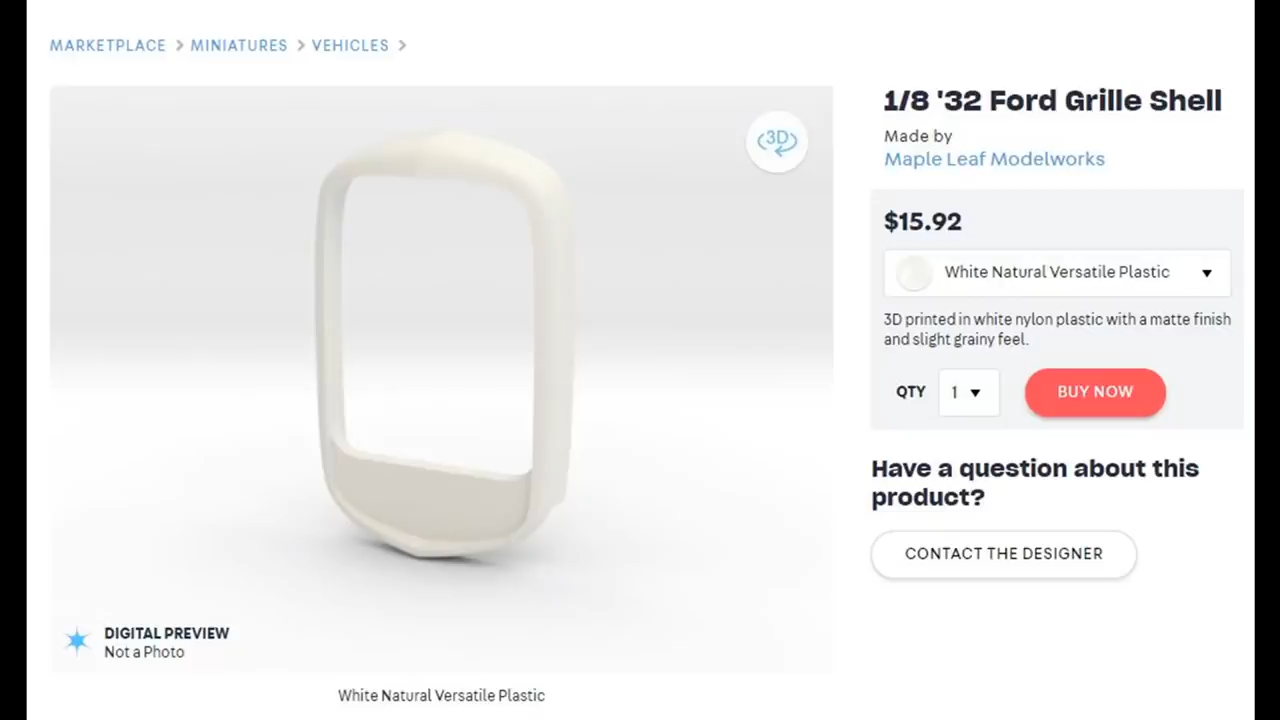 MARKETPLACE > MINIATURES > VEHICLES >
3D
1/8 '32 Ford Grille Shell
Made by
Maple Leaf Modelworks
$15.92
White Natural Versatile Plastic
3D printed in white nylon plastic with a matte finish
and slight grainy feel.
QTY 1 BUY NOW
Have a question about this
product?
CONTACT THE DESIGNER
DIGITAL PREVIEW
Not a Photo
White Natural Versatile Plastic